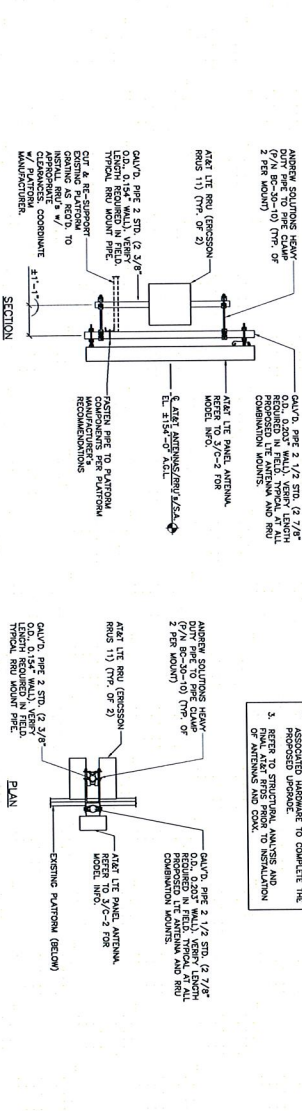 ASSOCIATED HARDWARE TO COMPLETE THE
PROPOSED UPGRADE.
3. REFER TO STRUCTURAL ANALYSIS AND
FINAL AT&T RFDS PRIOR TO INSTALLATION
OF ANTENNAS AND COAX.
ANDREW SOLUTIONS HEAVY
DUTY PIPE TO PIPE CLAMP
(P/N BC-30-10) (TYP. OF
2 PER MOUNT)
AT&T LTE RRU (ERICSSON
RRUS 11) (TYP. OF 2)
GALV'D. PIPE 2 STD. (2 3/8"
O.D., 0.154" WALL), VERIFY
LENGTH REQUIRED IN FIELD.
TYPICAL RRU MOUNT PIPE.
CUT & RE-SUPPORT
EXISTING PLATFORM
GRATING AS REQ'D. TO
INSTALL RRU's W/
APPROPRIATE
CLEARANCES. COORDINATE
W/ PLATFORM
MANUFACTURER.
±1'-1"
GALV'D. PIPE 2 1/2 STD. (2 7/8"
O.D., 0.203" WALL), VERIFY LENGTH
REQUIRED IN FIELD. TYPICAL AT ALL
PROPOSED LTE ANTENNA AND RRU
COMBINATION MOUNTS.
AT&T LTE PANEL ANTENNA.
REFER TO 3/C-2 FOR
MODEL INFO.
℄ AT&T ANTENNAS/RRU's/S.A.
EL. ±154'-0" A.G.L.
FASTEN PIPE TO PLATFORM
COMPONENTS PER PLATFORM
MANUFACTURER's
RECOMMENDATIONS
SECTION
ANDREW SOLUTIONS HEAVY
DUTY PIPE TO PIPE CLAMP
(P/N BC-30-10) (TYP. OF
2 PER MOUNT)
AT&T LTE RRU (ERICSSON
RRUS 11) (TYP. OF 2)
GALV'D. PIPE 2 STD. (2 3/8"
O.D., 0.154" WALL), VERIFY
LENGTH REQUIRED IN FIELD.
TYPICAL RRU MOUNT PIPE.
GALV'D. PIPE 2 1/2 STD. (2 7/8"
O.D., 0.203" WALL), VERIFY LENGTH
REQUIRED IN FIELD. TYPICAL AT ALL
PROPOSED LTE ANTENNA AND RRU
COMBINATION MOUNTS.
AT&T LTE PANEL ANTENNA.
REFER TO 3/C-2 FOR
MODEL INFO.
EXISTING PLATFORM (BELOW)
PLAN